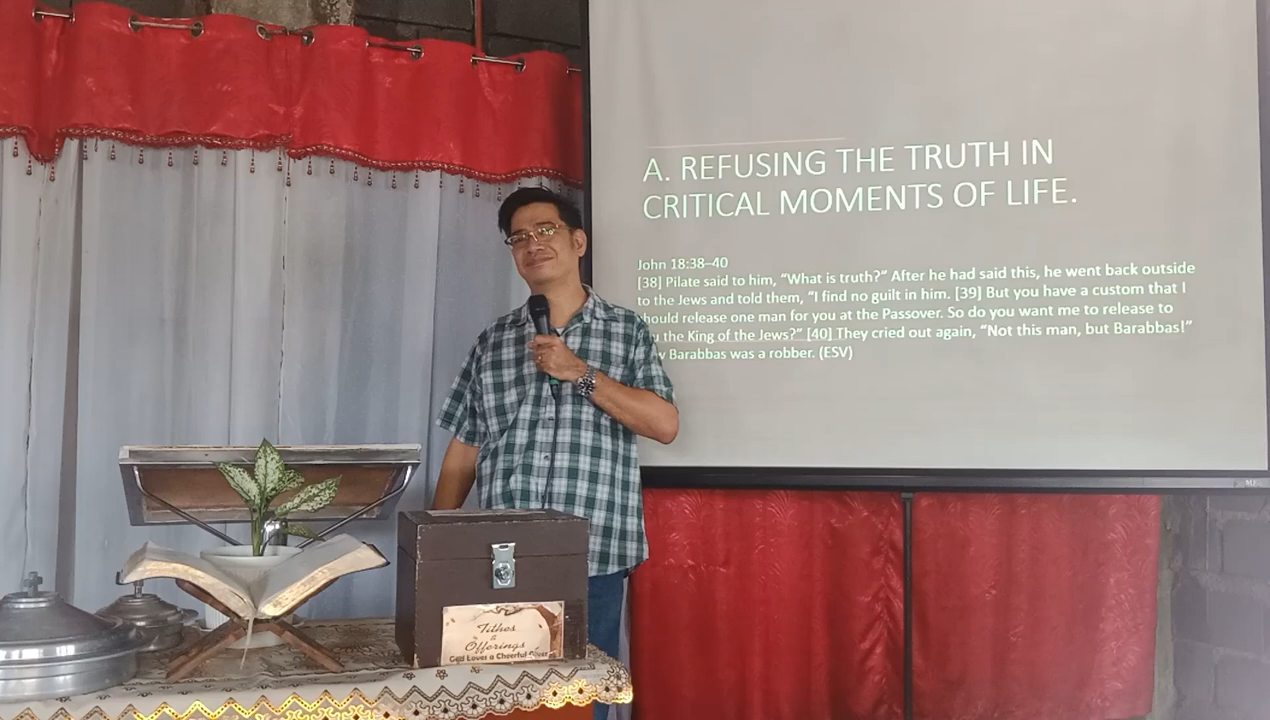 A. REFUSING THE TRUTH IN
CRITICAL MOMENTS OF LIFE.
John 18:38–40
[38] Pilate said to him, “What is truth?” After he had said this, he went back outside
to the Jews and told them, “I find no guilt in him. [39] But you have a custom that I
should release one man for you at the Passover. So do you want me to release to
the King of the Jews?” [40] They cried out again, “Not this man, but Barabbas!”
Barabbas was a robber. (ESV)
Tithes
&
Offerings
God Loves a Cheerful Giver